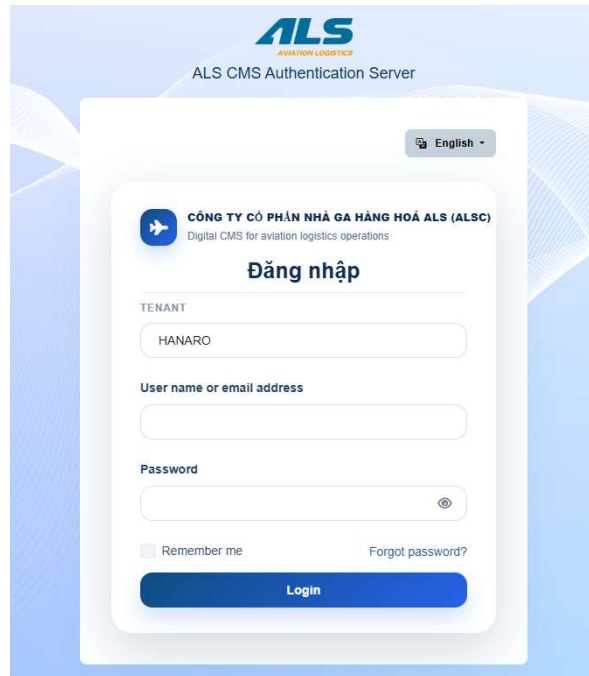 ALS
AVIATION LOGISTICS
ALS CMS Authentication Server
English
CÔNG TY CỔ PHẦN NHÀ GA HÀNG HOÁ ALS (ALSC)
Digital CMS for aviation logistics operations
Đăng nhập
TENANT
HANARO
User name or email address
Password
Remember me
Forgot password?
Login